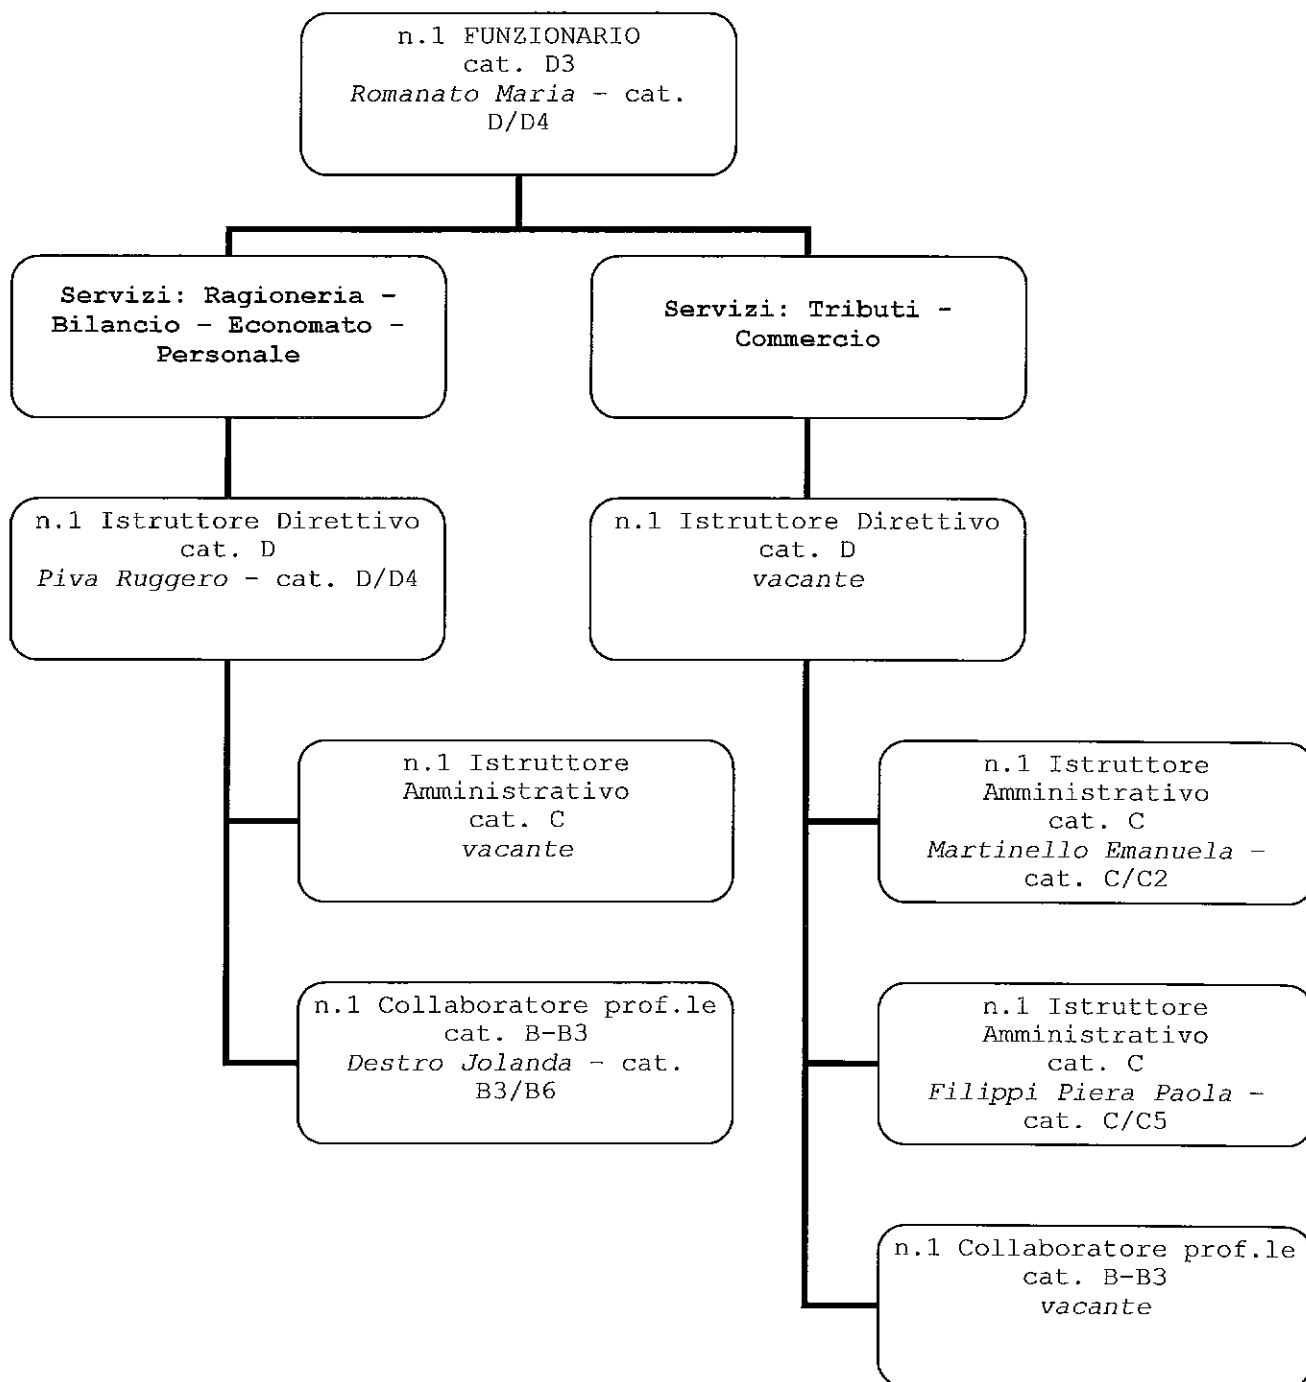 n.1 FUNZIONARIO
cat. D3
Romanato Maria – cat.
D/D4
Servizi: Ragioneria –
Bilancio – Economato –
Personale
Servizi: Tributi –
Commercio
n.1 Istruttore Direttivo
cat. D
Piva Ruggero – cat. D/D4
n.1 Istruttore Direttivo
cat. D
vacante
n.1 Istruttore
Amministrativo
cat. C
vacante
n.1 Istruttore
Amministrativo
cat. C
Martinello Emanuela –
cat. C/C2
n.1 Collaboratore prof.le
cat. B-B3
Destro Jolanda – cat.
B3/B6
n.1 Istruttore
Amministrativo
cat. C
Filippi Piera Paola –
cat. C/C5
n.1 Collaboratore prof.le
cat. B-B3
vacante